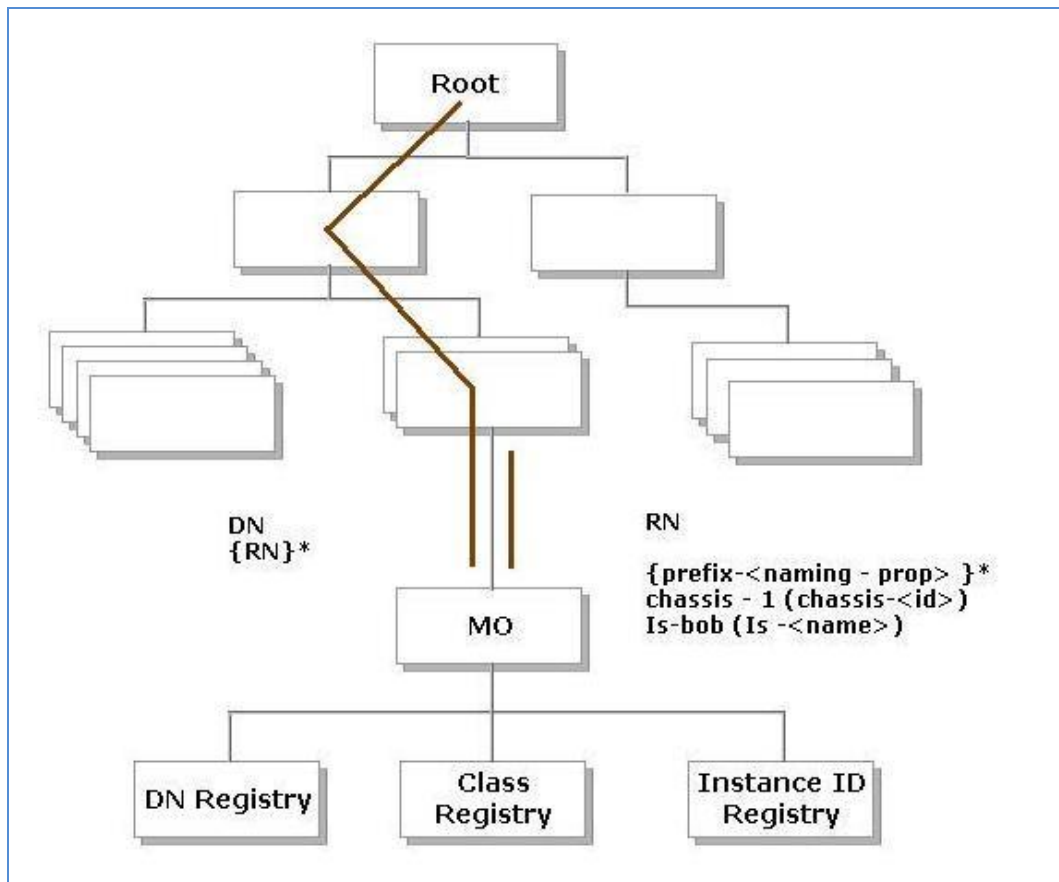 Root
DN
{RN}*
RN
{prefix-<naming - prop> }*
chassis - 1 (chassis-<id>)
Is-bob (Is -<name>)
MO
DN Registry
Class
Registry
Instance ID
Registry